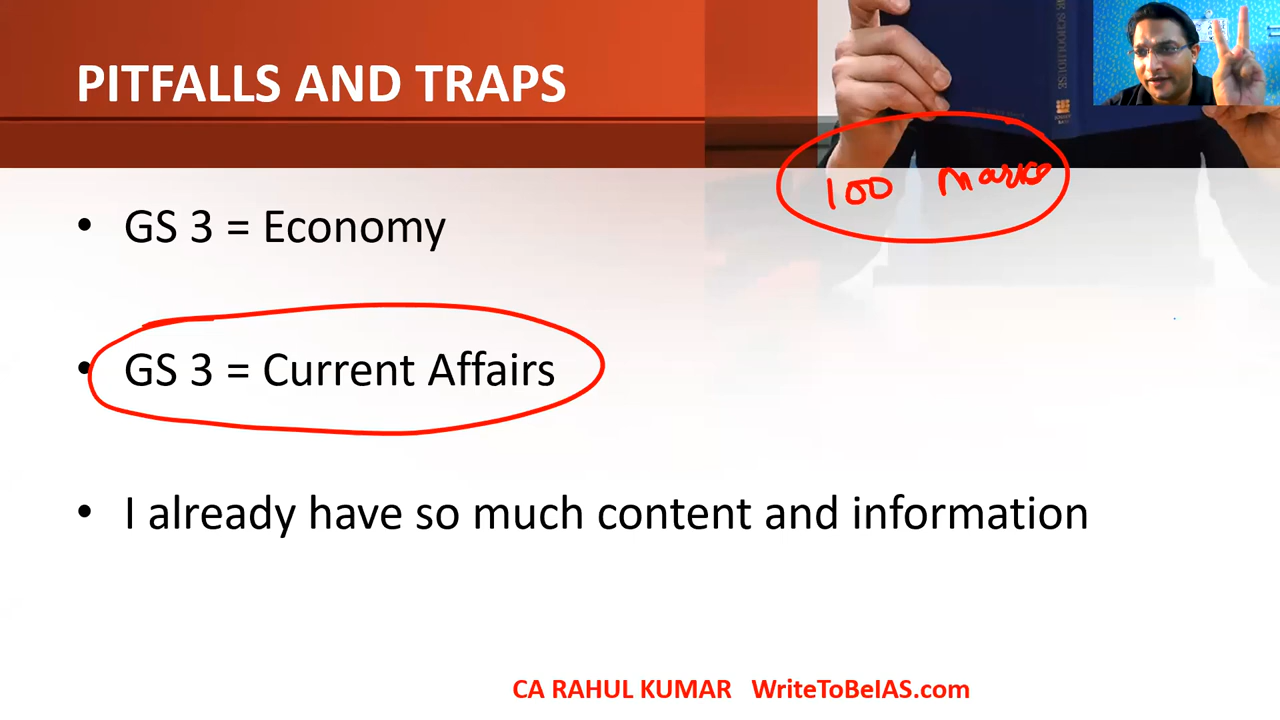 PITFALLS AND TRAPS
100 Marks
• GS 3 = Economy
• GS 3 = Current Affairs
• I already have so much content and information
CA RAHUL KUMAR WriteToBeIAS.com